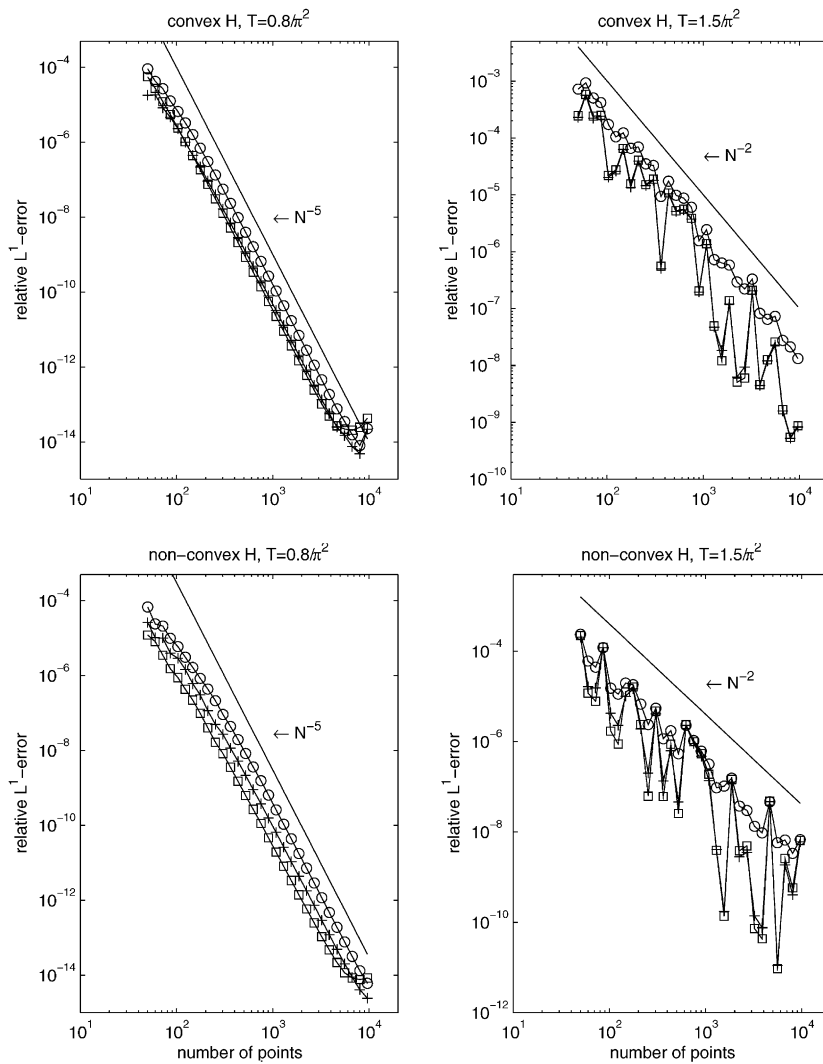 convex H, T=0.8/π²
10⁻⁴
10⁻⁶
10⁻⁸
10⁻¹⁰
10⁻¹²
10⁻¹⁴
relative L¹−error
← N⁻⁵
10¹
10²
10³
10⁴
convex H, T=1.5/π²
10⁻³
10⁻⁴
10⁻⁵
10⁻⁶
10⁻⁷
10⁻⁸
10⁻⁹
10⁻¹⁰
relative L¹−error
← N⁻²
10¹
10²
10³
10⁴
non−convex H, T=0.8/π²
10⁻⁴
10⁻⁶
10⁻⁸
10⁻¹⁰
10⁻¹²
10⁻¹⁴
relative L¹−error
← N⁻⁵
10¹
10²
10³
10⁴
number of points
non−convex H, T=1.5/π²
10⁻⁴
10⁻⁶
10⁻⁸
10⁻¹⁰
10⁻¹²
relative L¹−error
← N⁻²
10¹
10²
10³
10⁴
number of points